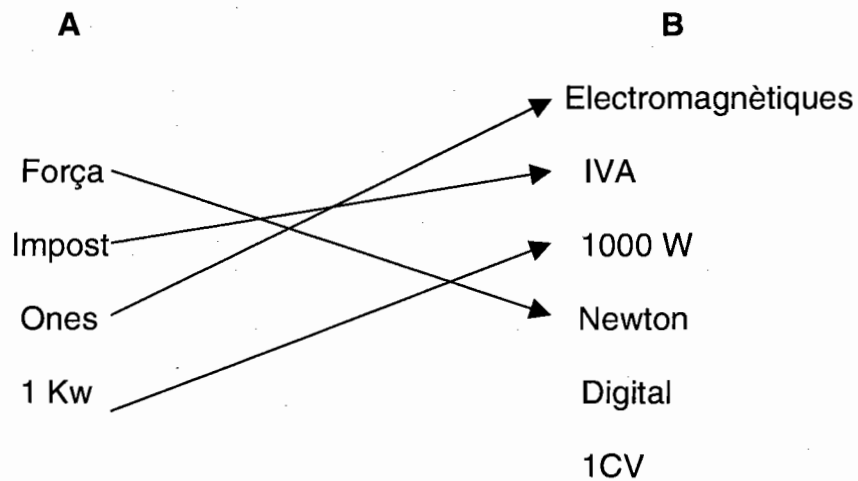 A B
Electromagnètiques
Força IVA
Impost 1000 W
Ones Newton
1 Kw Digital
1CV